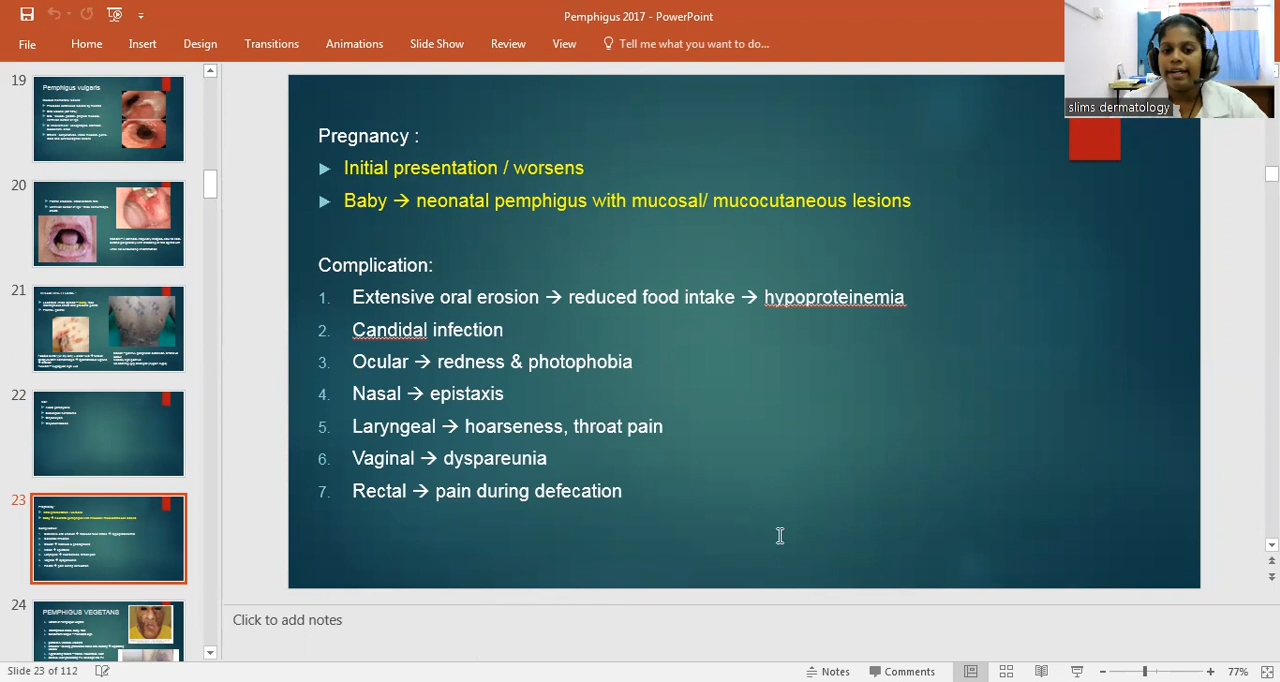 Pemphigus 2017 - PowerPoint
File Home Insert Design Transitions Animations Slide Show Review View Tell me what you want to do...
slims dermatology
19
Pemphigus vulgaris
20
21
22
23
24
PEMPHIGUS VEGETANS
Pregnancy :
Initial presentation / worsens
Baby → neonatal pemphigus with mucosal/ mucocutaneous lesions
Complication:
1. Extensive oral erosion → reduced food intake → hypoproteinemia
2. Candidal infection
3. Ocular → redness & photophobia
4. Nasal → epistaxis
5. Laryngeal → hoarseness, throat pain
6. Vaginal → dyspareunia
7. Rectal → pain during defecation
Click to add notes
Slide 23 of 112 Notes Comments 77%